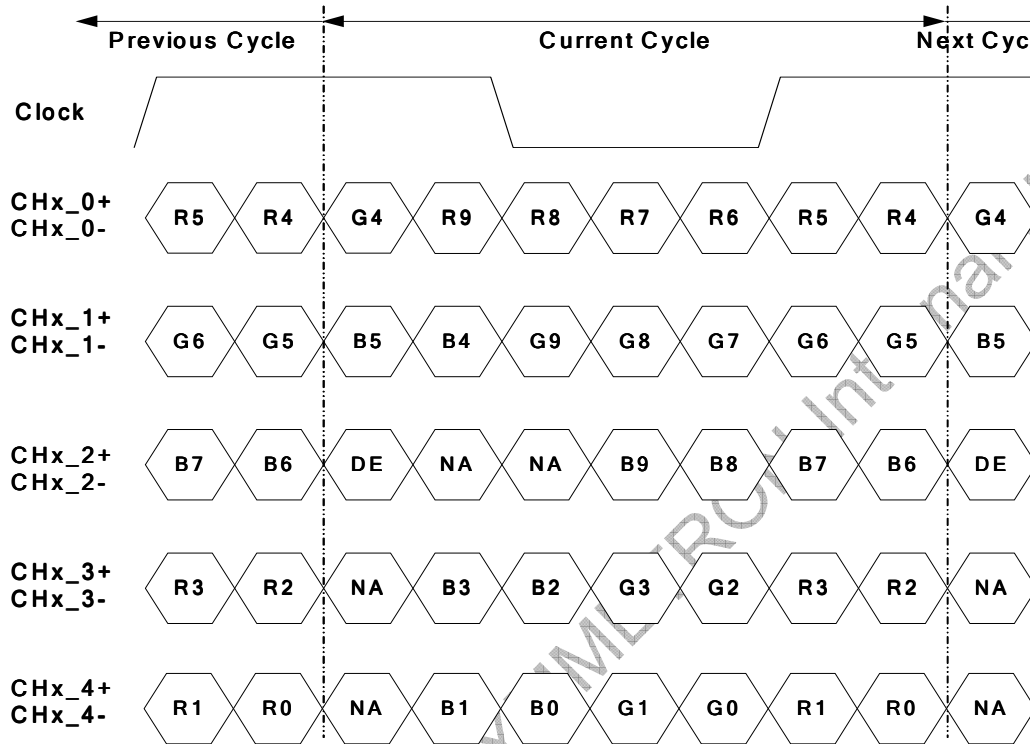 Previous Cycle Current Cycle Next Cyc
Clock
CHx_0+
CHx_0-
R5 R4 G4 R9 R8 R7 R6 R5 R4 G4
CHx_1+
CHx_1-
G6 G5 B5 B4 G9 G8 G7 G6 G5 B5
CHx_2+
CHx_2-
B7 B6 DE NA NA B9 B8 B7 B6 DE
CHx_3+
CHx_3-
R3 R2 NA B3 B2 G3 G2 R3 R2 NA
CHx_4+
CHx_4-
R1 R0 NA B1 B0 G1 G0 R1 R0 NA